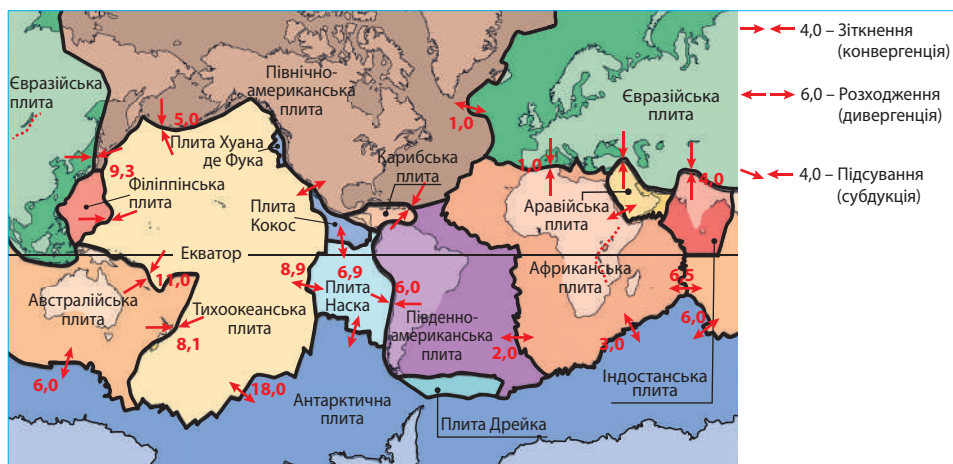 Євразійська
плита
Північно-
американська
плита
Євразійська
плита
5,0
1,0
Плита Хуана
де Фука
9,3
Філіппінська
плита
Карибська
плита
1,0
4,0
Плита
Кокос
Аравійська
плита
Екватор
8,9
6,9
6,0
11,0
Австралійська
плита
Тихоокеанська
плита
Плита
Наска
Африканська
плита
6,5
8,1
Південно-
американська
плита
2,0
3,0
6,0
6,0
18,0
Антарктична
плита
Індостанська
плита
Плита Дрейка
4,0 – Зіткнення
(конвергенція)
6,0 – Розходження
(дивергенція)
4,0 – Підсування
(субдукція)